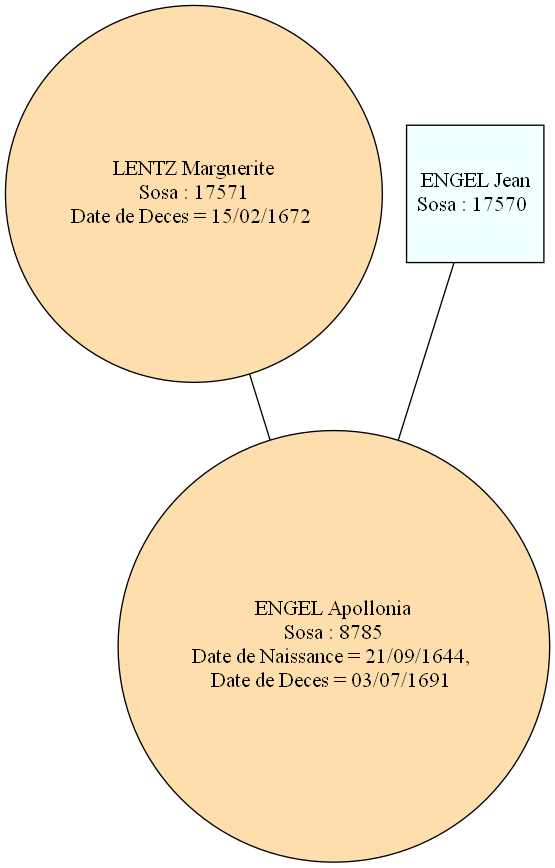 LENTZ Marguerite
Sosa : 17571
Date de Deces = 15/02/1672
ENGEL Jean
Sosa : 17570
ENGEL Apollonia
Sosa : 8785
Date de Naissance = 21/09/1644,
Date de Deces = 03/07/1691